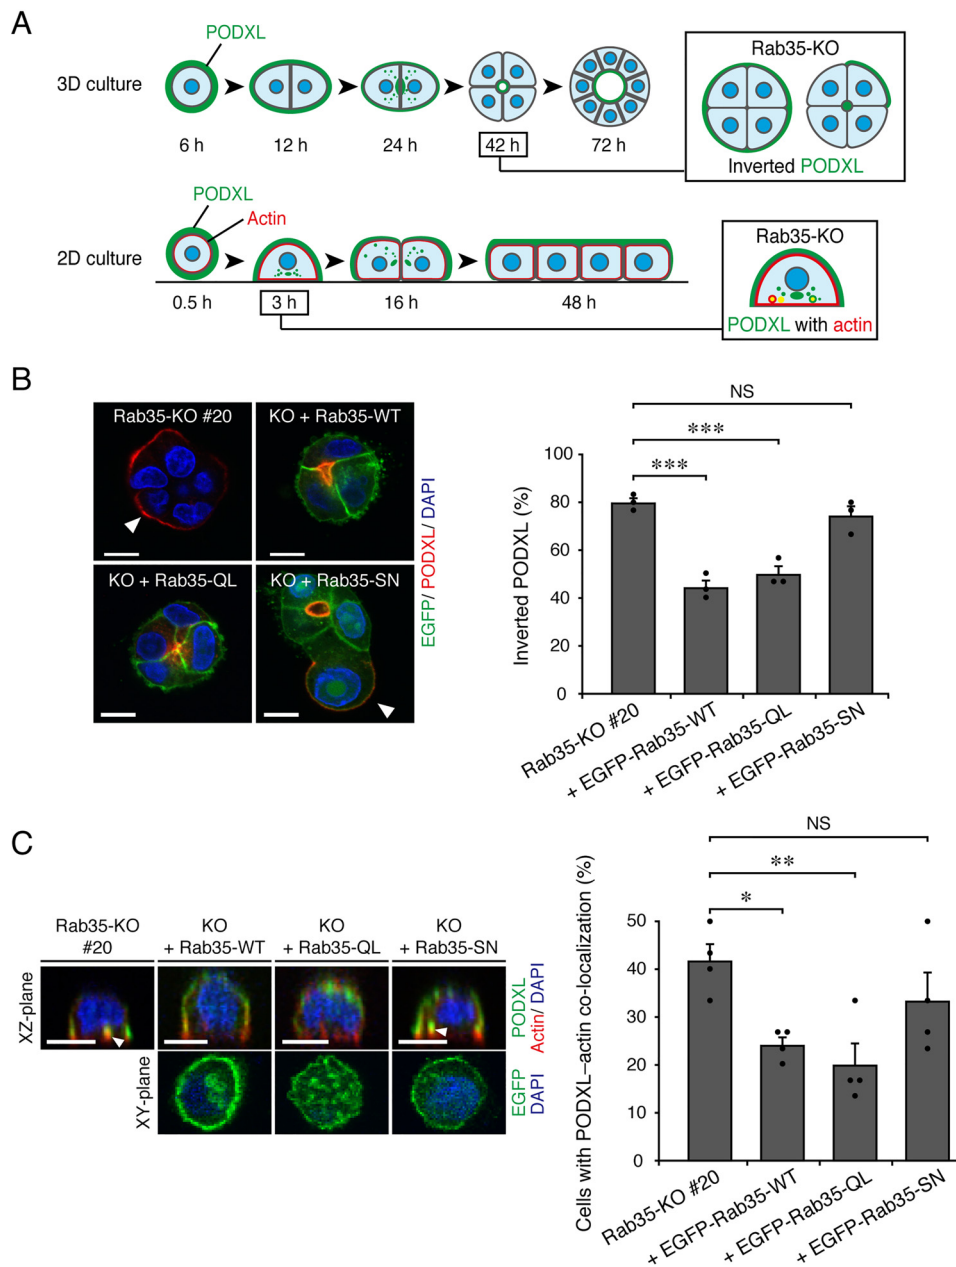 A
PODXL
3D culture
6 h
12 h
24 h
42 h
72 h
Rab35-KO
Inverted PODXL
PODXL
Actin
2D culture
0.5 h
3 h
16 h
48 h
Rab35-KO
PODXL with actin
B
Rab35-KO #20
KO + Rab35-WT
KO + Rab35-QL
KO + Rab35-SN
EGFP/ PODXL/ DAPI
NS
***
***
Inverted PODXL (%)
100
80
60
40
20
0
Rab35-KO #20
+ EGFP-Rab35-WT
+ EGFP-Rab35-QL
+ EGFP-Rab35-SN
C
Rab35-KO
#20
KO
+ Rab35-WT
KO
+ Rab35-QL
KO
+ Rab35-SN
XZ-plane
XY-plane
PODXL
Actin/ DAPI
EGFP
DAPI
NS
**
*
Cells with PODXL–actin co-localization (%)
50
40
30
20
10
0
Rab35-KO #20
+ EGFP-Rab35-WT
+ EGFP-Rab35-QL
+ EGFP-Rab35-SN